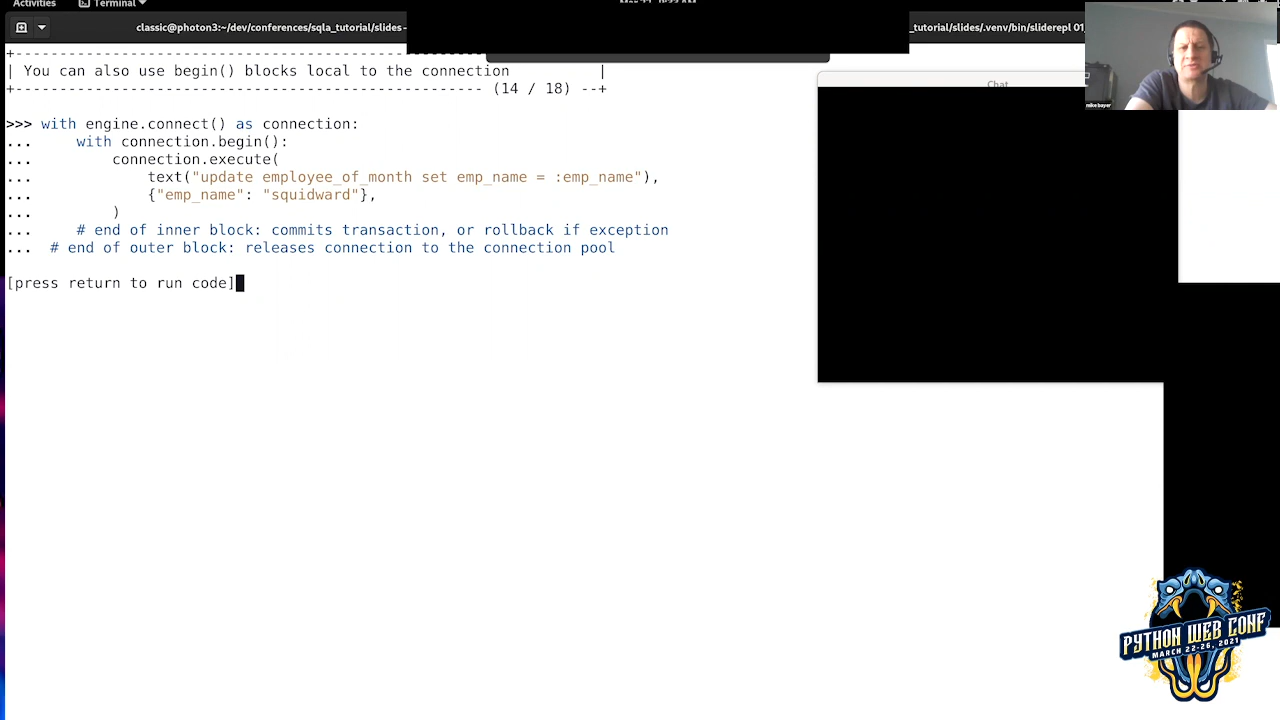 Activities
Terminal
classic@photon3:~/dev/conferences/sqla_tutorial/slides-
_tutorial/slides/.venv/bin/sliderepl 01
mike bayer
+----------------------------------------------------
| You can also use begin() blocks local to the connection |
+----------------------------------------------------- (14 / 18) --+
Chat
>>> with engine.connect() as connection:
... with connection.begin():
... connection.execute(
... text("update employee_of_month set emp_name = :emp_name"),
... {"emp_name": "squidward"},
... )
... # end of inner block: commits transaction, or rollback if exception
... # end of outer block: releases connection to the connection pool
[press return to run code]
PYTHON WEB CONF
MARCH 22-26, 2021